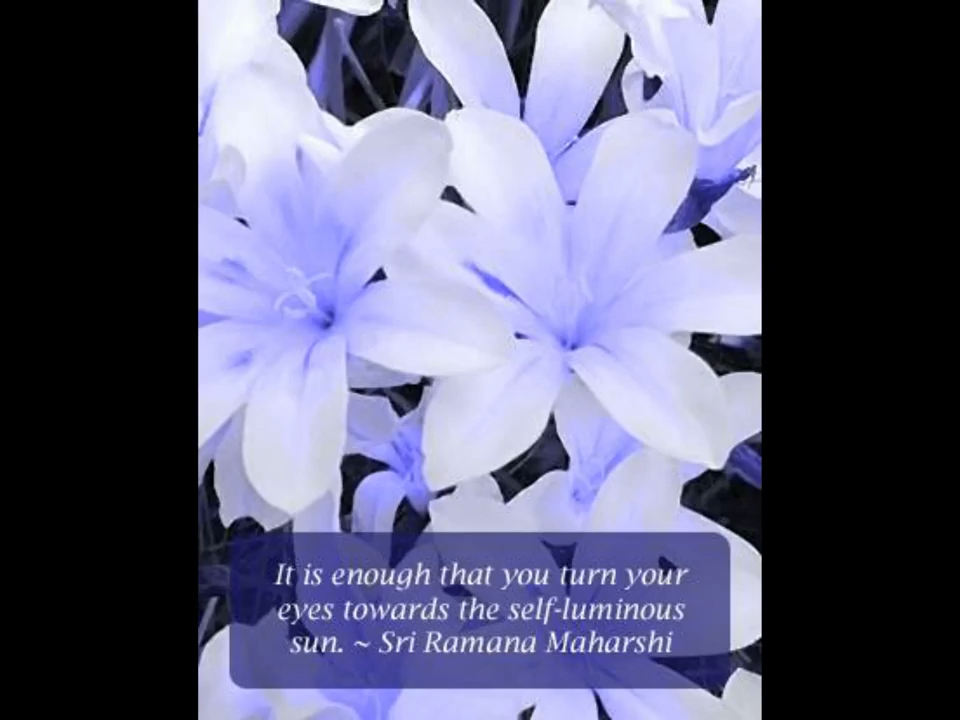 It is enough that you turn your
eyes towards the self-luminous
sun. ~ Sri Ramana Maharshi